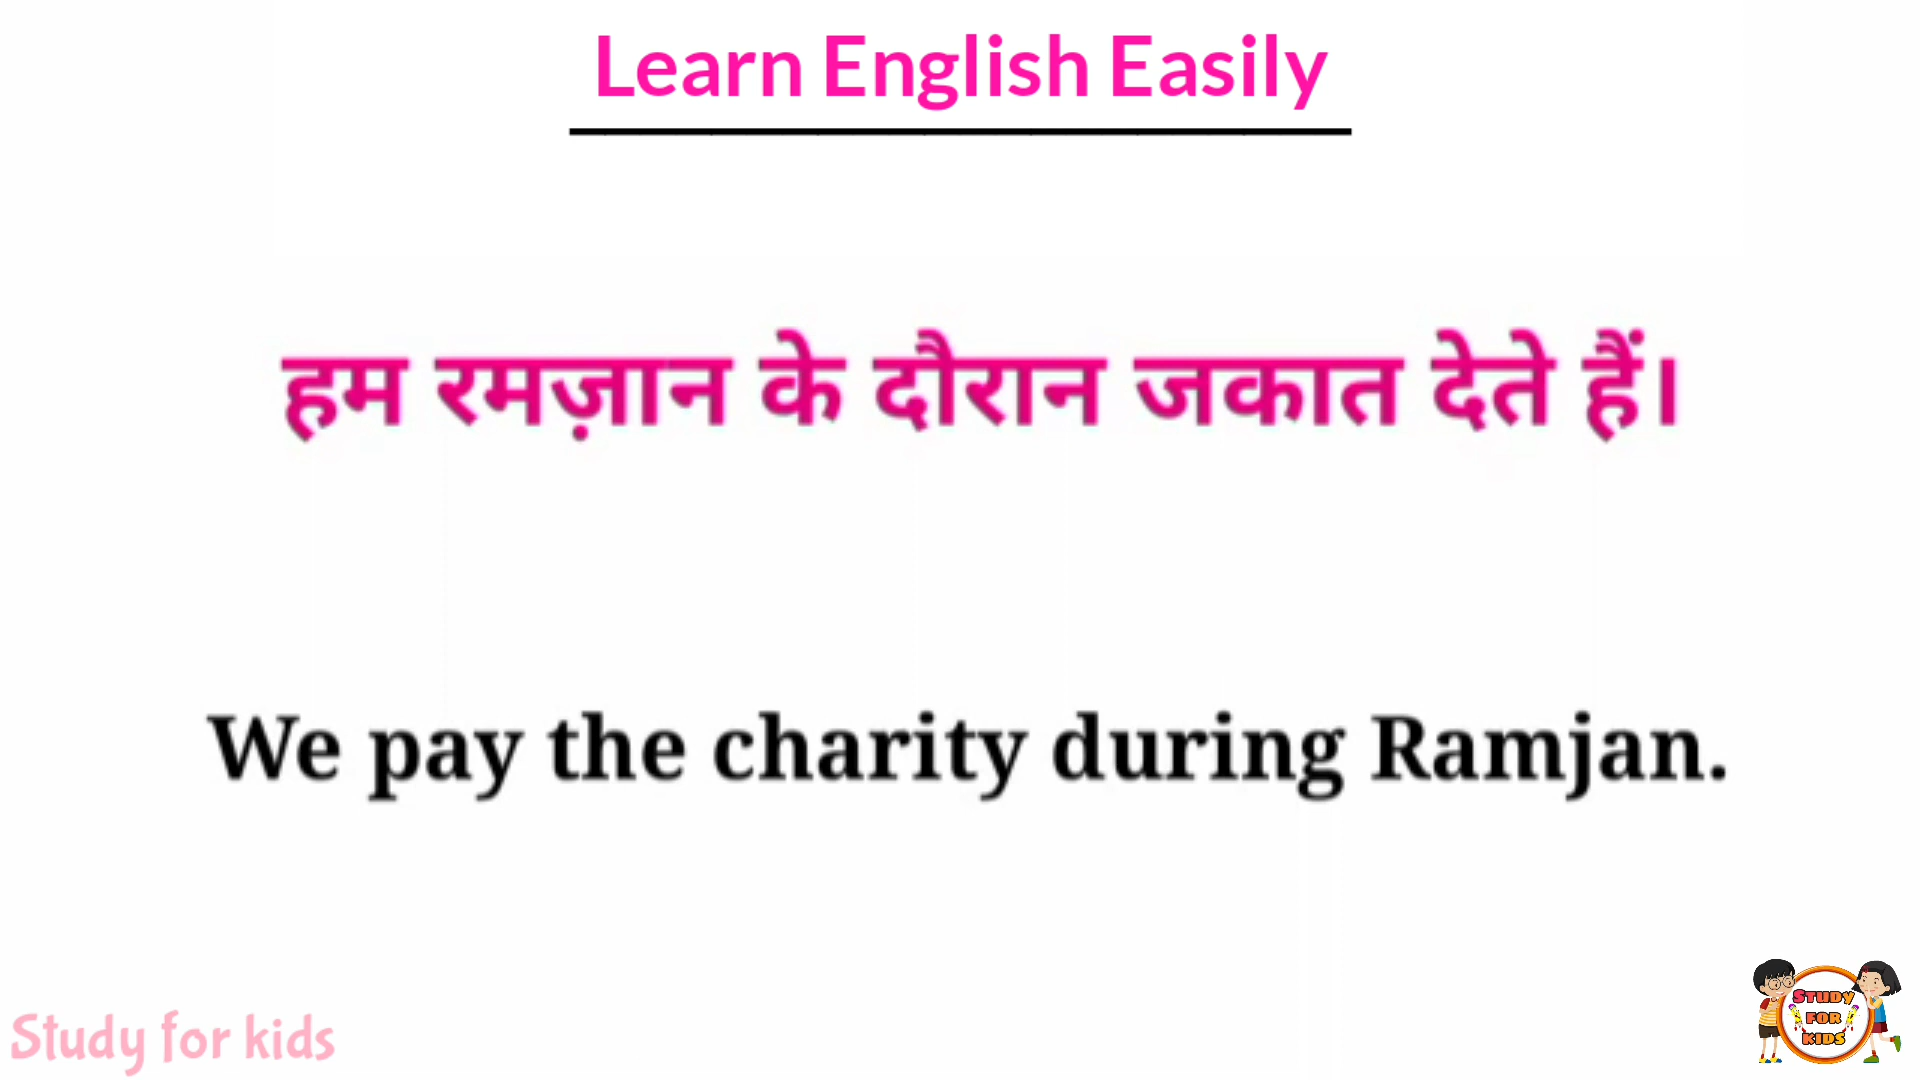 Learn English Easily
हम रमज़ान के दौरान जकात देते हैं।
We pay the charity during Ramjan.
Study for kids
STUDY
FOR
KIDS